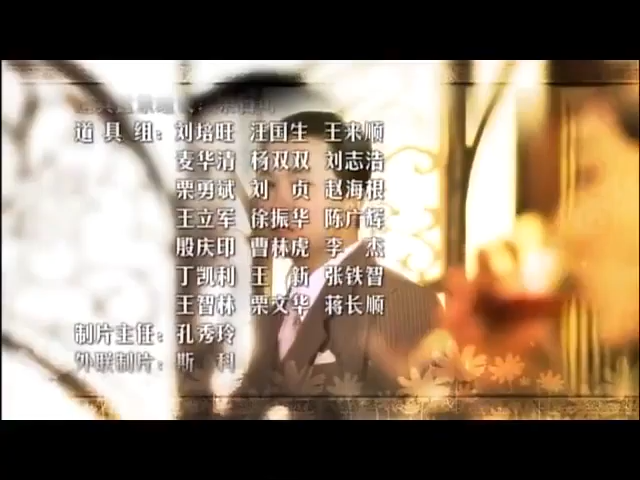 道具组：刘培旺 汪国生 王来顺
麦华清 杨双双 刘志浩
栗勇斌 刘贞 赵海根
王立军 徐振华 陈广辉
殷庆印 曹林虎 李杰
丁凯利 王新 张铁智
王智林 栗文华 蒋长顺
制片主任：孔秀玲
外联制片：斯科